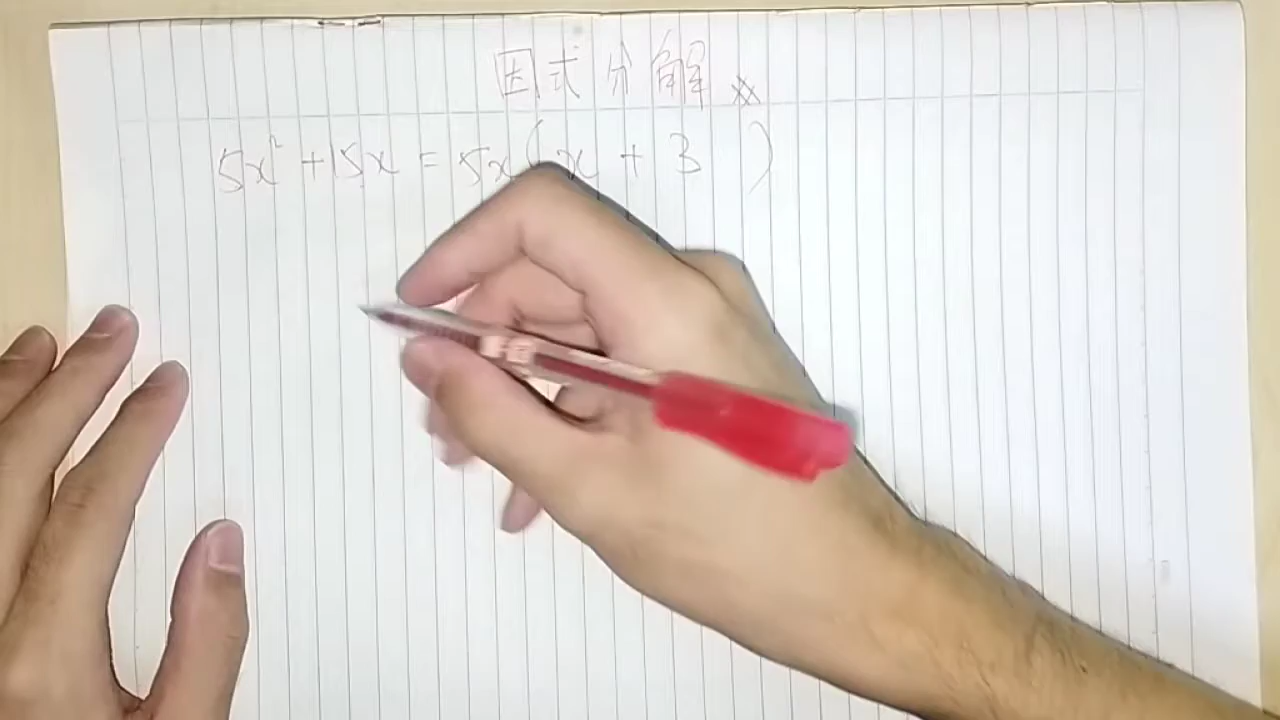 因式分解
5x² + 15x = 5x( x + 3 )